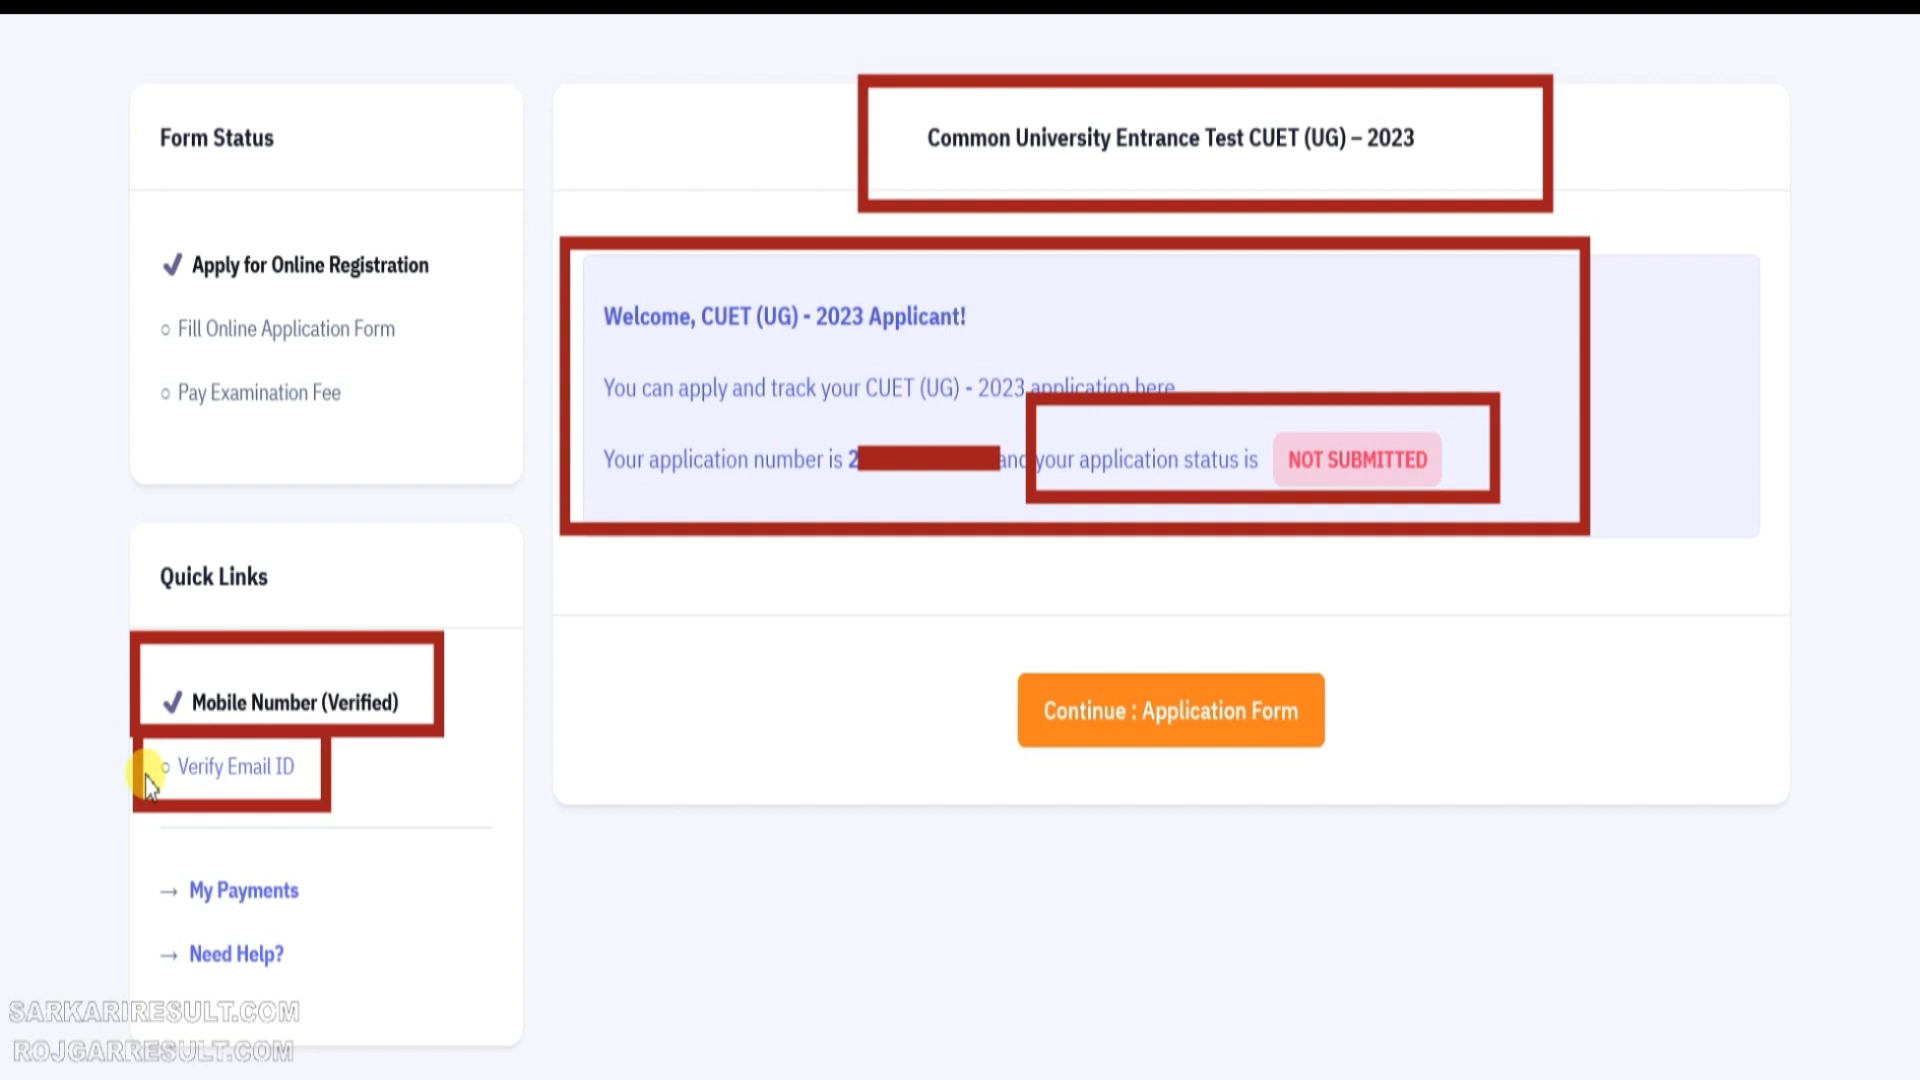 Form Status
✔ Apply for Online Registration
○ Fill Online Application Form
○ Pay Examination Fee
Quick Links
✔ Mobile Number (Verified)
○ Verify Email ID
→ My Payments
→ Need Help?
Common University Entrance Test CUET (UG) – 2023
Welcome, CUET (UG) - 2023 Applicant!
You can apply and track your CUET (UG) - 2023 application here
Your application number is 2 and your application status is NOT SUBMITTED
Continue : Application Form
SARKARIRESULT.COM
ROJGARRESULT.COM